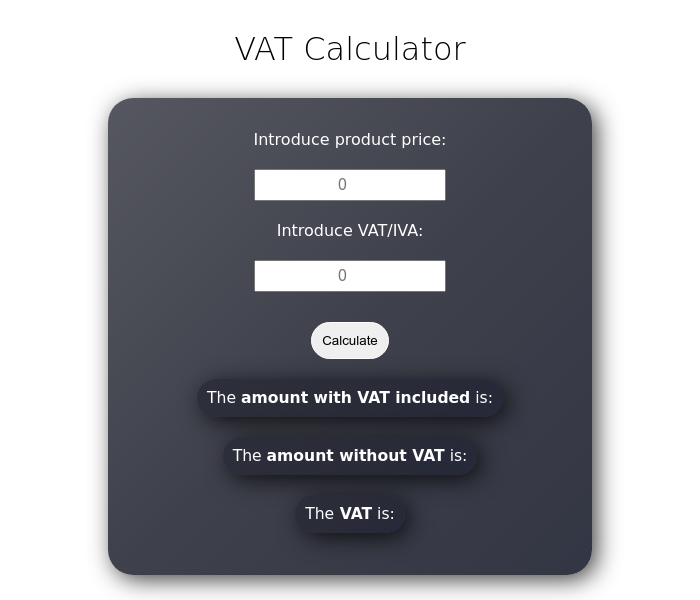 VAT Calculator
Introduce product price:
0
Introduce VAT/IVA:
0
Calculate
The amount with VAT included is:
The amount without VAT is:
The VAT is: